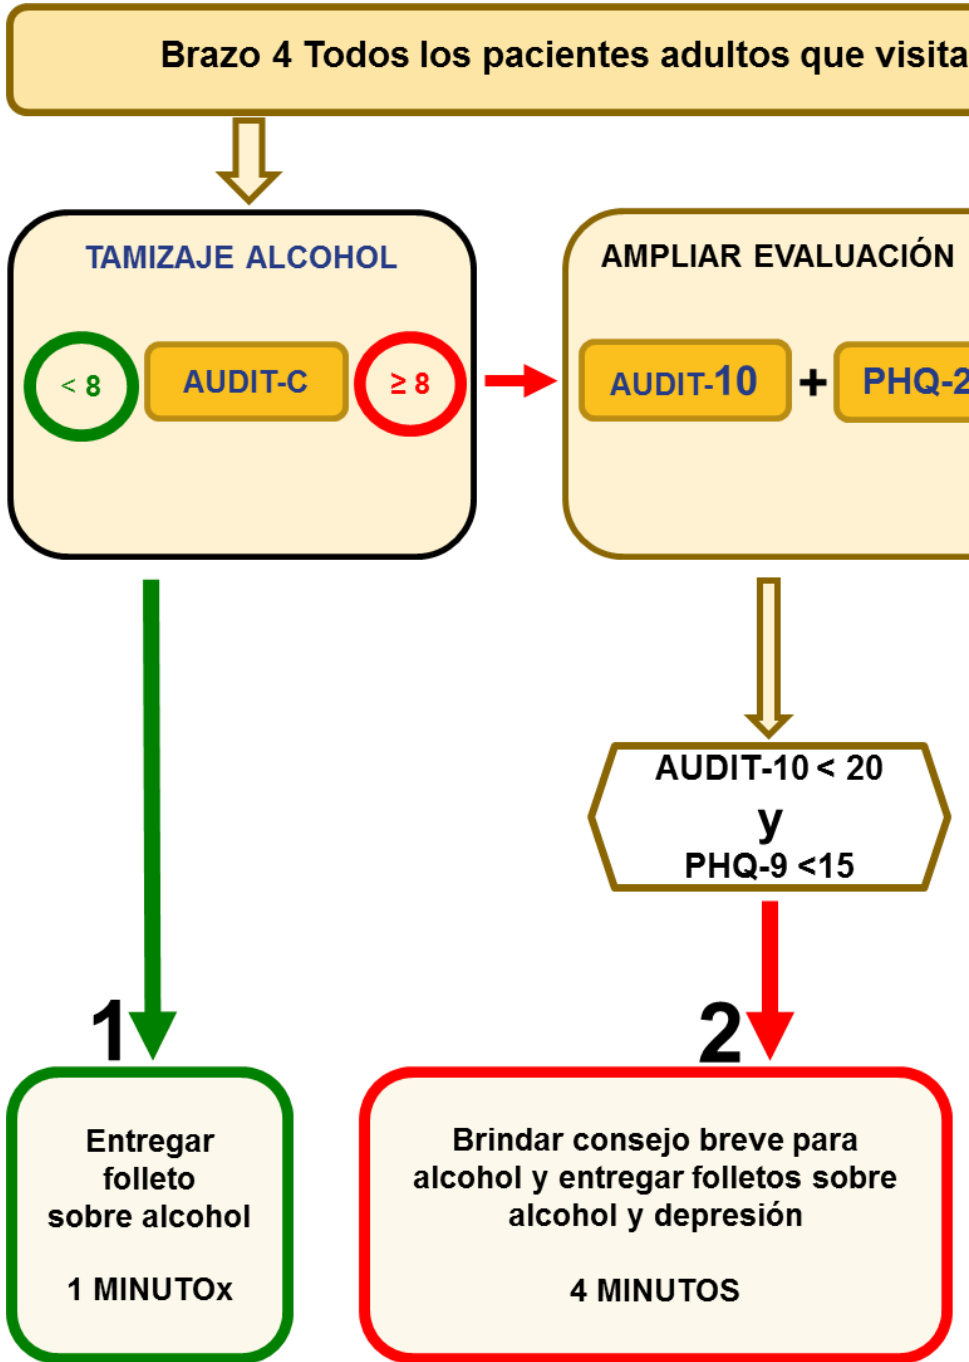 Brazo 4 Todos los pacientes adultos que visita
TAMIZAJE ALCOHOL
< 8
AUDIT-C
≥ 8
AMPLIAR EVALUACIÓN
AUDIT-10
+
PHQ-2
AUDIT-10 < 20
y
PHQ-9 <15
1
Entregar
folleto
sobre alcohol
1 MINUTOx
2
Brindar consejo breve para
alcohol y entregar folletos sobre
alcohol y depresión
4 MINUTOS